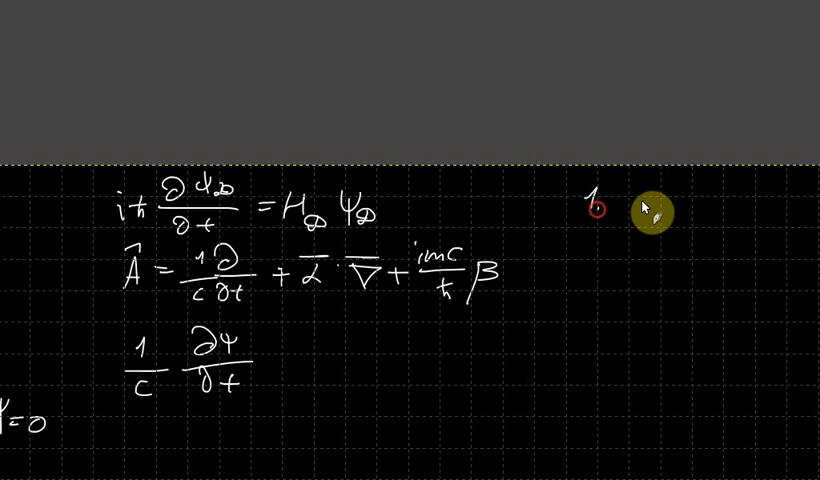 iħ ∂Ψ_D/∂t = H_D Ψ_D
1.
Â = 1/c ∂/∂t + α̅ · ∇̅ + imc/ħ β
1/c ∂Ψ/∂t
Ψ=0